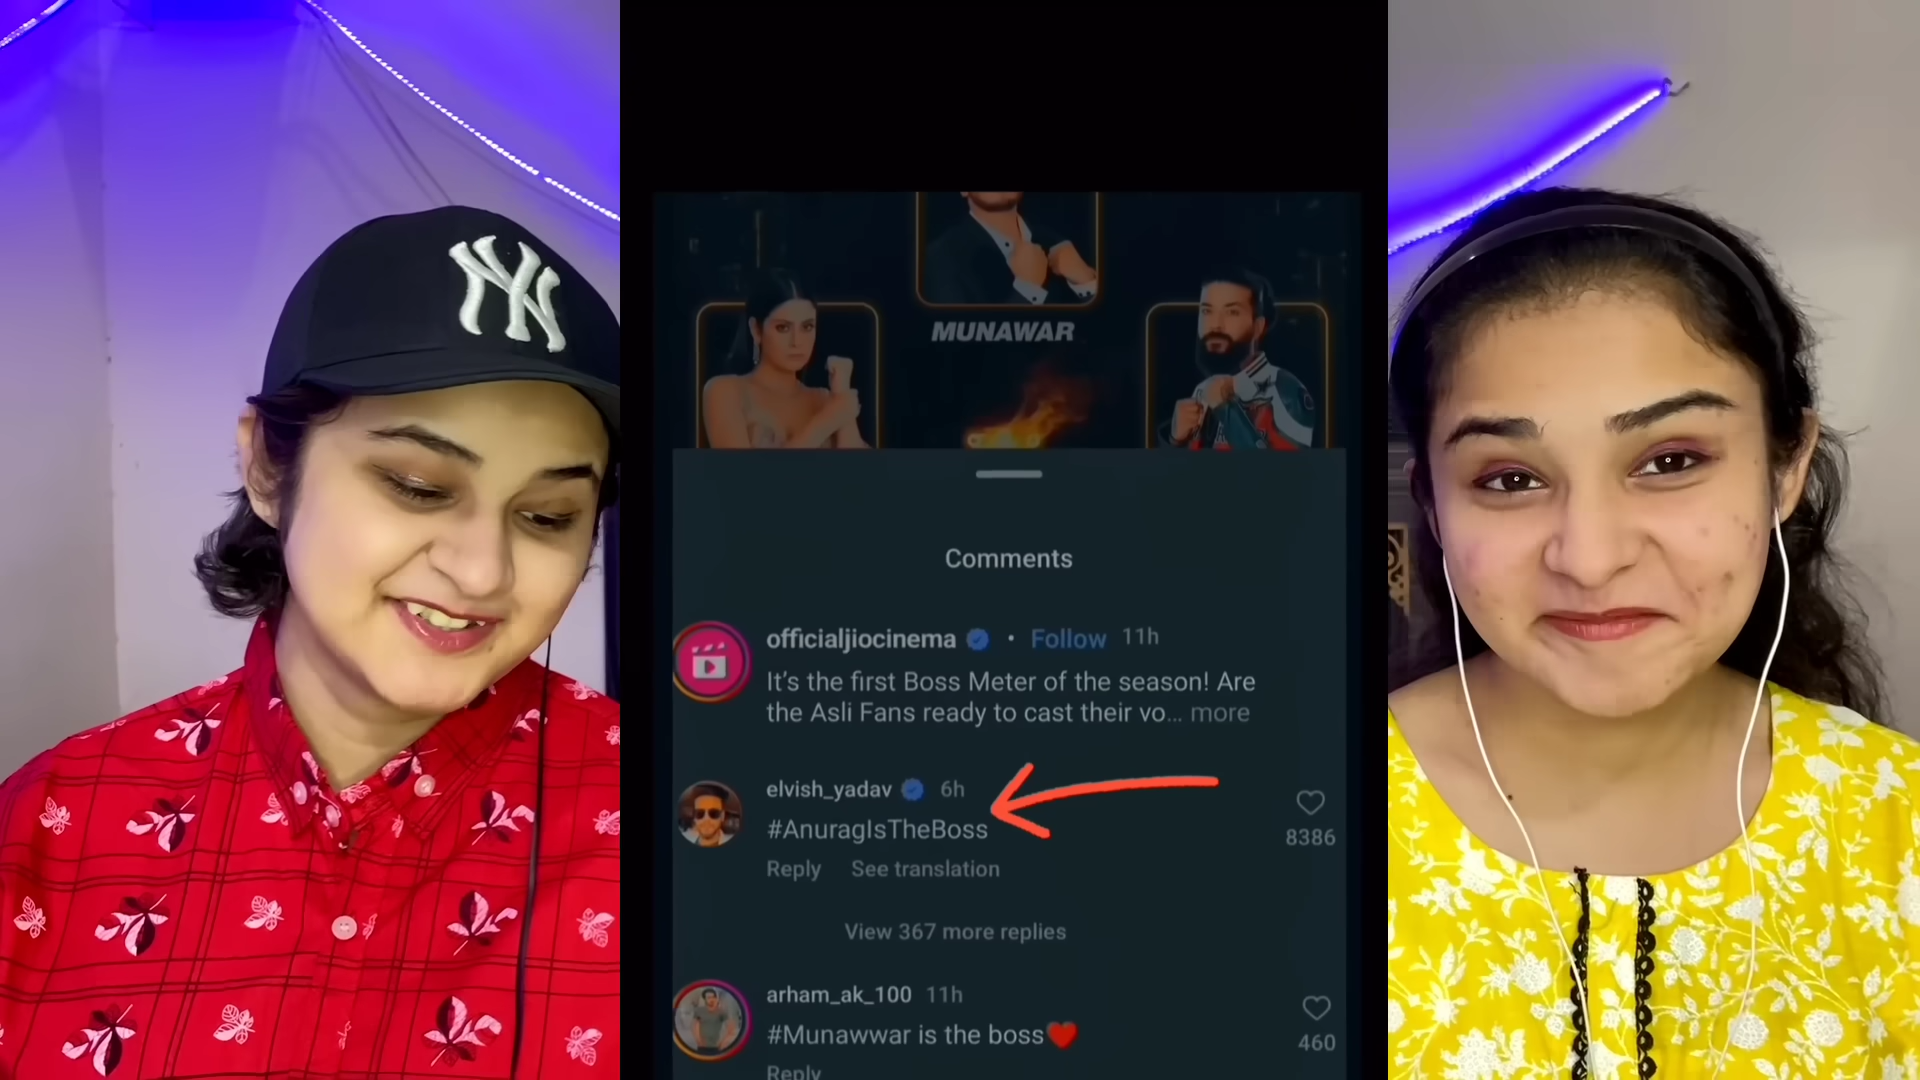 NY
MUNAWAR
Comments
officialjiocinema • Follow 11h
It's the first Boss Meter of the season! Are
the Asli Fans ready to cast their vo... more
elvish_yadav 6h
#AnuragIsTheBoss
8386
Reply See translation
View 367 more replies
arham_ak_100 11h
#Munawwar is the boss❤️
460
Reply